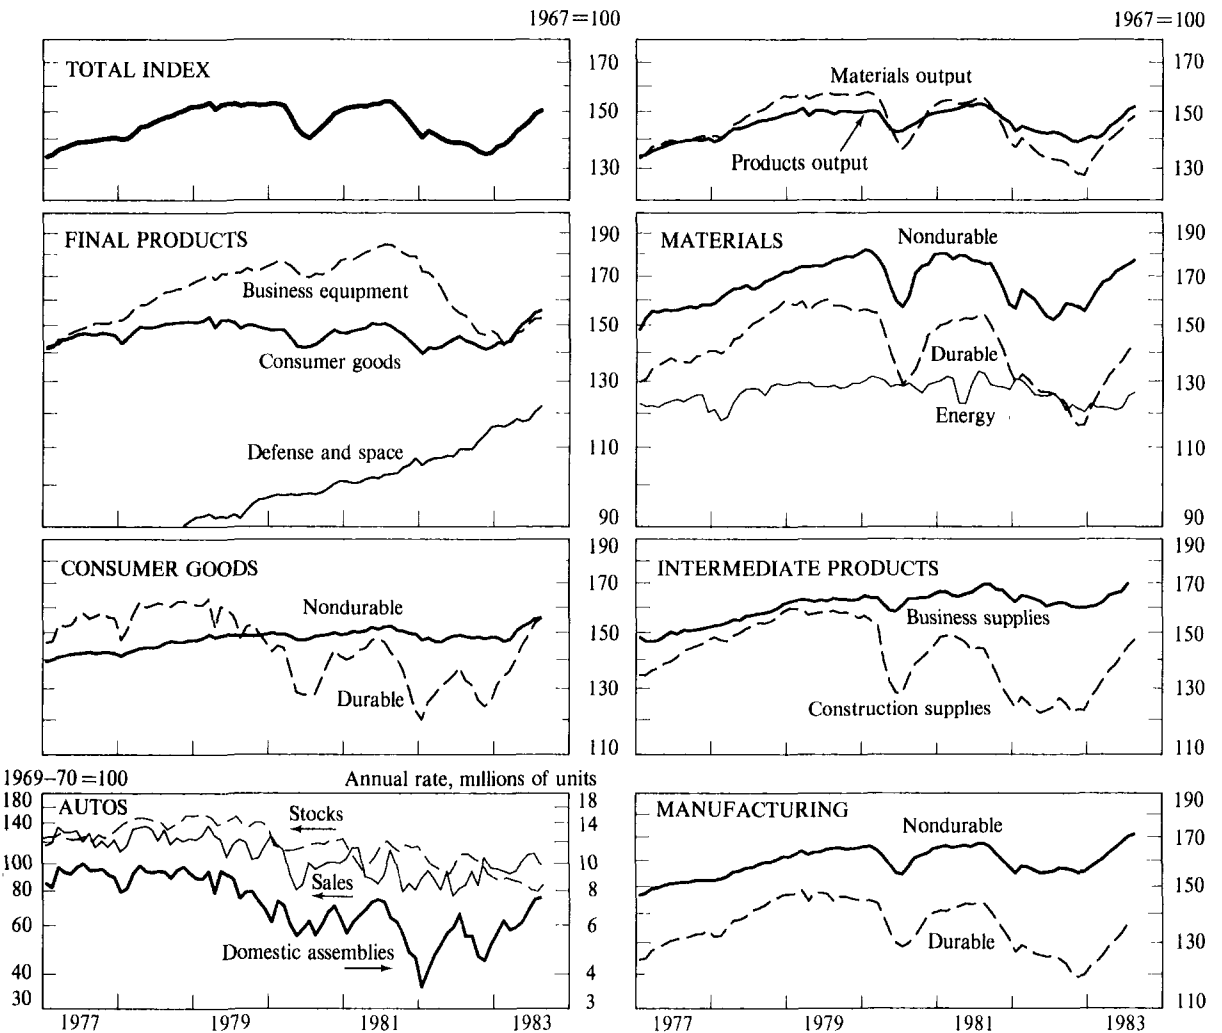 1967=100
TOTAL INDEX
170
150
130
FINAL PRODUCTS
Business equipment
Consumer goods
Defense and space
190
170
150
130
110
90
CONSUMER GOODS
Nondurable
Durable
190
170
150
130
110
1969–70=100
Annual rate, millions of units
AUTOS
Stocks
Sales
Domestic assemblies
180
140
100
80
60
40
30
18
14
10
8
6
4
3
1977
1979
1981
1983
1967=100
Materials output
Products output
170
150
130
MATERIALS
Nondurable
Durable
Energy
190
170
150
130
110
90
INTERMEDIATE PRODUCTS
Business supplies
Construction supplies
190
170
150
130
110
MANUFACTURING
Nondurable
Durable
190
170
150
130
110
1977
1979
1981
1983